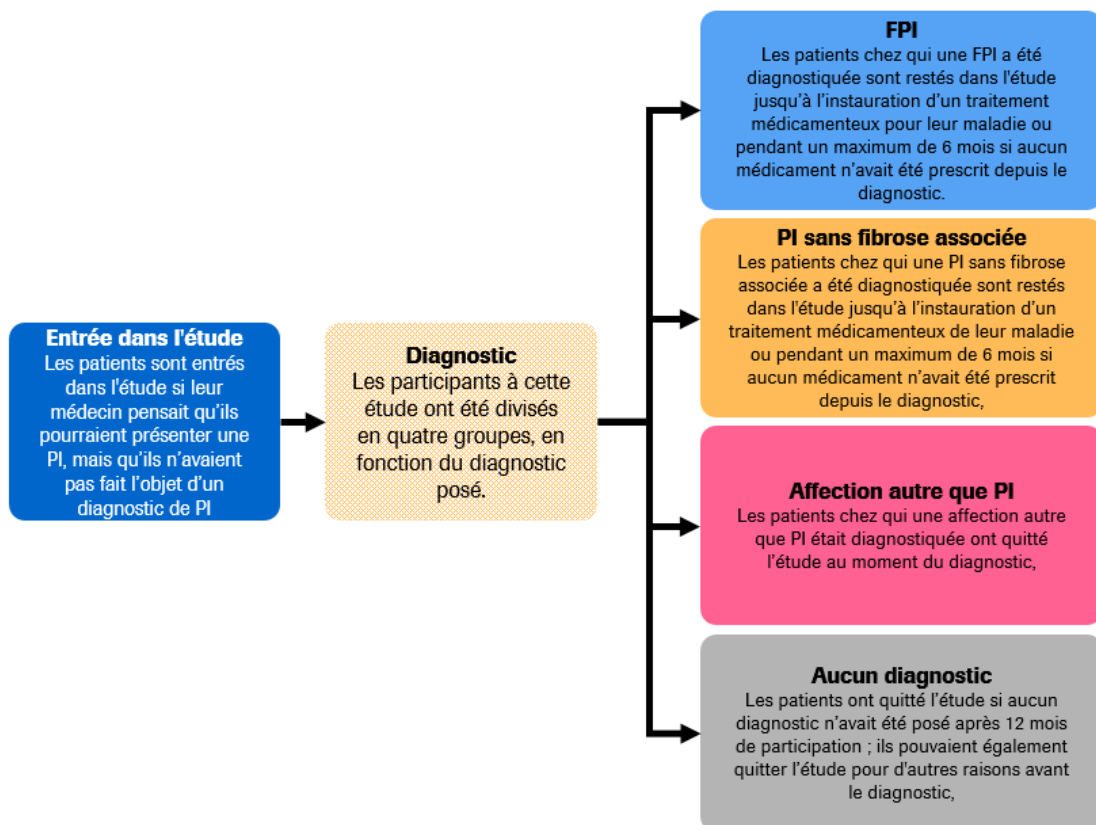 Entrée dans l'étude
Les patients sont entrés
dans l'étude si leur
médecin pensait qu'ils
pourraient présenter une
PI, mais qu'ils n'avaient
pas fait l'objet d'un
diagnostic de PI
Diagnostic
Les participants à cette
étude ont été divisés
en quatre groupes, en
fonction du diagnostic
posé.
FPI
Les patients chez qui une FPI a été
diagnostiquée sont restés dans l'étude
jusqu'à l'instauration d'un traitement
médicamenteux pour leur maladie ou
pendant un maximum de 6 mois si aucun
médicament n'avait été prescrit depuis le
diagnostic.
PI sans fibrose associée
Les patients chez qui une PI sans fibrose
associée a été diagnostiquée sont restés
dans l'étude jusqu'à l'instauration d'un
traitement médicamenteux de leur maladie
ou pendant un maximum de 6 mois si
aucun médicament n'avait été prescrit
depuis le diagnostic,
Affection autre que PI
Les patients chez qui une affection autre
que PI était diagnostiquée ont quitté
l'étude au moment du diagnostic,
Aucun diagnostic
Les patients ont quitté l'étude si aucun
diagnostic n'avait été posé après 12 mois
de participation ; ils pouvaient également
quitter l'étude pour d'autres raisons avant
le diagnostic,